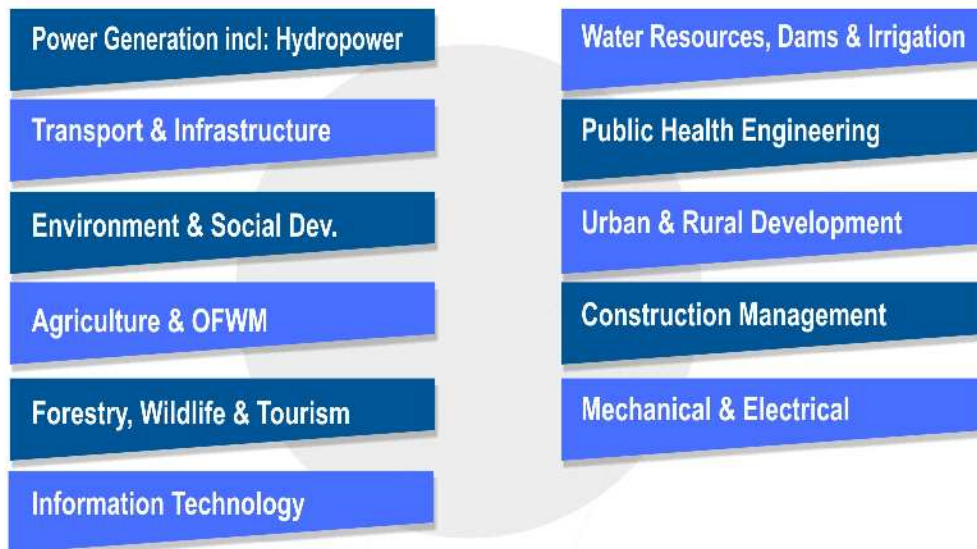 Power Generation incl: Hydropower
Transport & Infrastructure
Environment & Social Dev.
Agriculture & OFWM
Forestry, Wildlife & Tourism
Information Technology
Water Resources, Dams & Irrigation
Public Health Engineering
Urban & Rural Development
Construction Management
Mechanical & Electrical